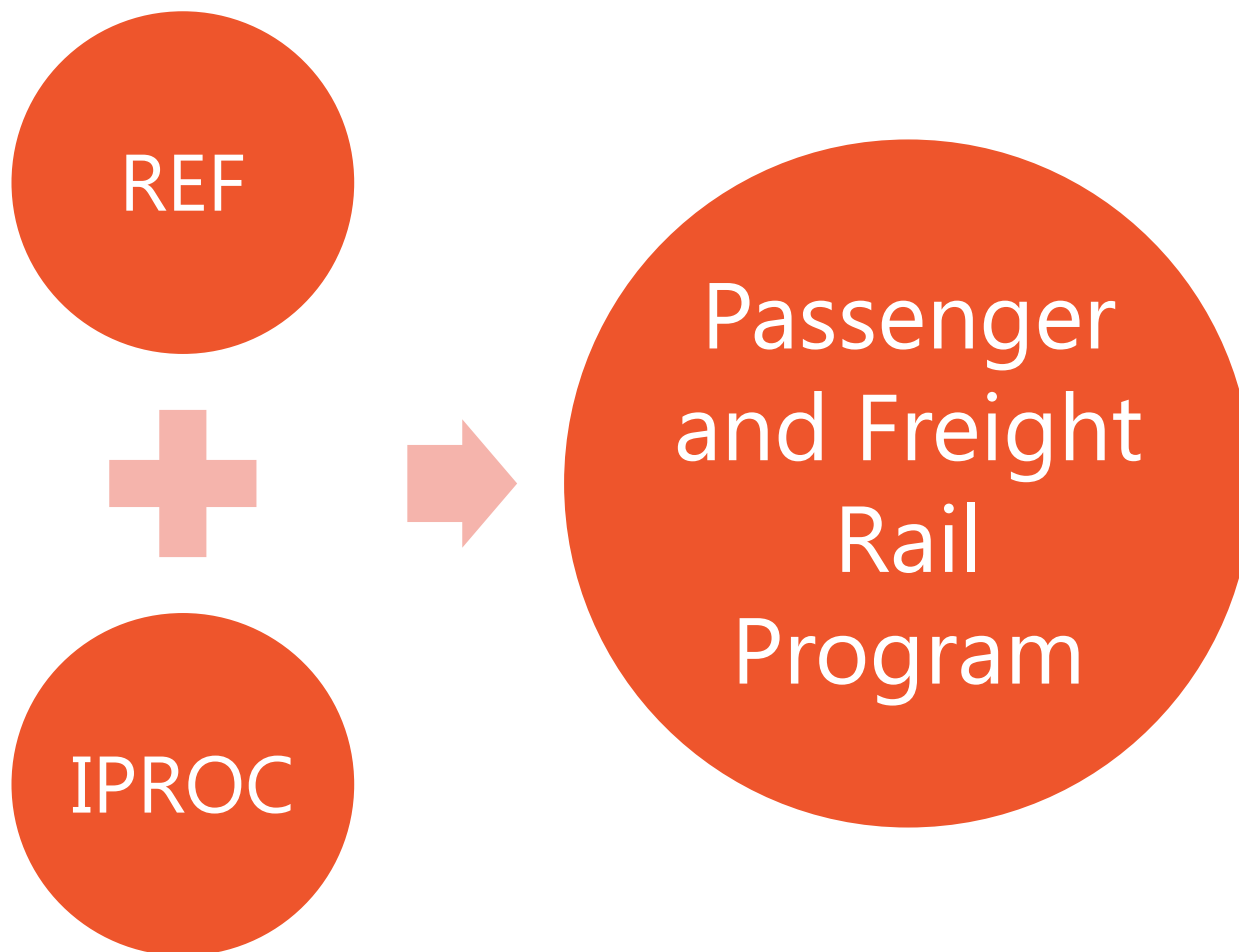 REF
IPROC
Passenger
and Freight
Rail
Program